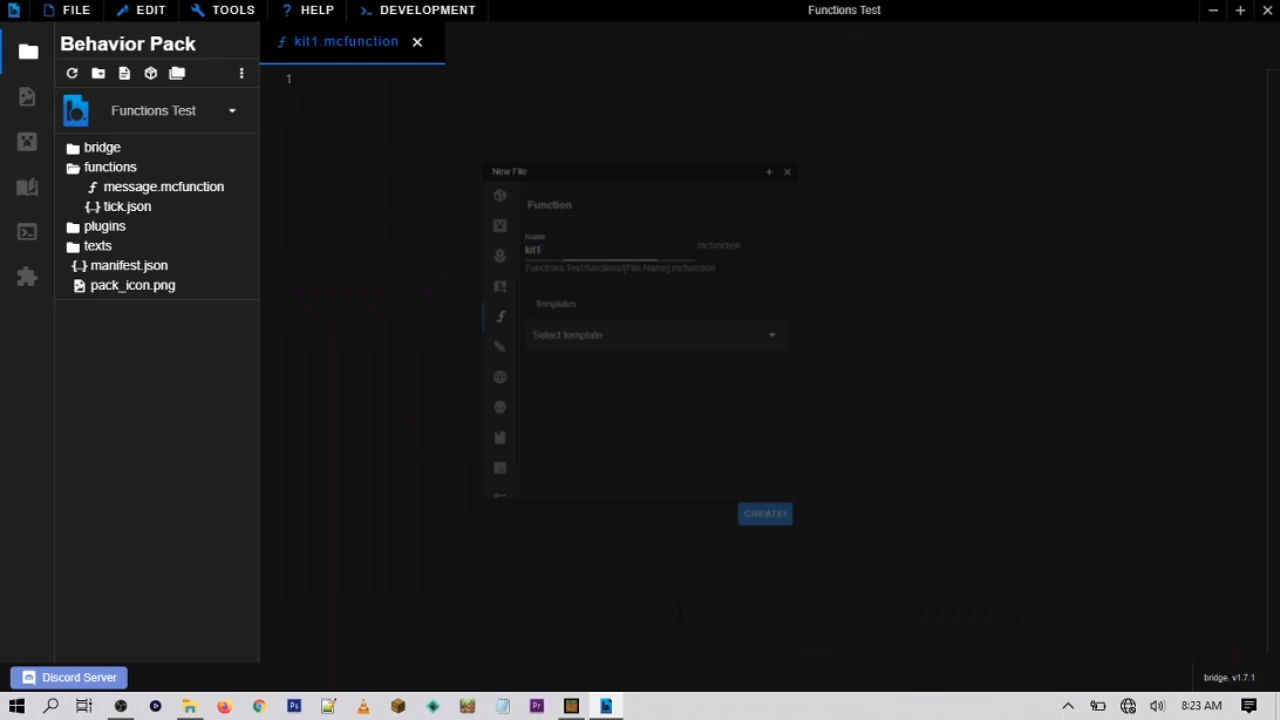 FILE
EDIT
TOOLS
HELP
DEVELOPMENT
Functions Test
Behavior Pack
kit1.mcfunction
1
Functions Test
bridge
functions
message.mcfunction
tick.json
plugins
texts
manifest.json
pack_icon.png
New File
Function
Name
kit1
mcfunction
Functions Test/functions/[File Name].mcfunction
Templates
Select template
CREATE!
Discord Server
bridge. v1.7.1
Ps
Pr
8:23 AM